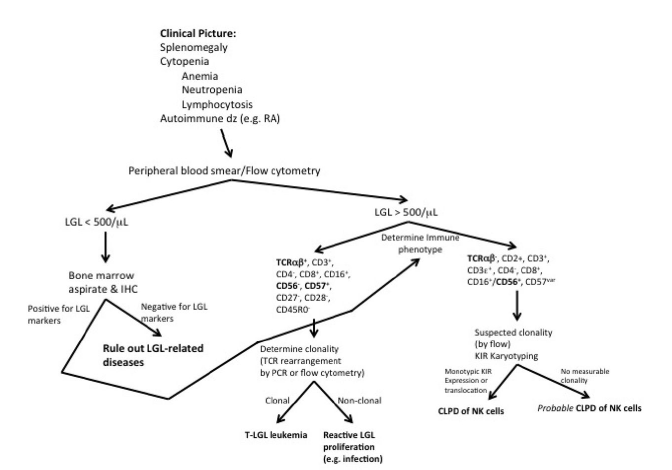 Clinical Picture:
Splenomegaly
Cytopenia
Anemia
Neutropenia
Lymphocytosis
Autoimmune dz (e.g. RA)
Peripheral blood smear/Flow cytometry
LGL < 500/μL
LGL > 500/μL
Determine Immune
phenotype
Bone marrow
aspirate & IHC
Positive for LGL
markers
Negative for LGL
markers
Rule out LGL-related
diseases
TCRαβ⁺, CD3⁺,
CD4⁻, CD8⁺, CD16⁺,
CD56⁻, CD57⁺,
CD27⁻, CD28⁻,
CD45R0⁻
TCRαβ⁻, CD2+, CD3⁺,
CD3ε⁺, CD4⁻, CD8⁺,
CD16⁺/CD56⁺, CD57ᵛᵃʳ
Determine clonality
(TCR rearrangement
by PCR or flow cytometry)
Clonal
Non-clonal
T-LGL leukemia
Reactive LGL
proliferation
(e.g. infection)
Suspected clonality
(by flow)
KIR Karyotyping
Monotypic KIR
Expression or
translocation
No measurable
clonality
CLPD of NK cells
Probable CLPD of NK cells